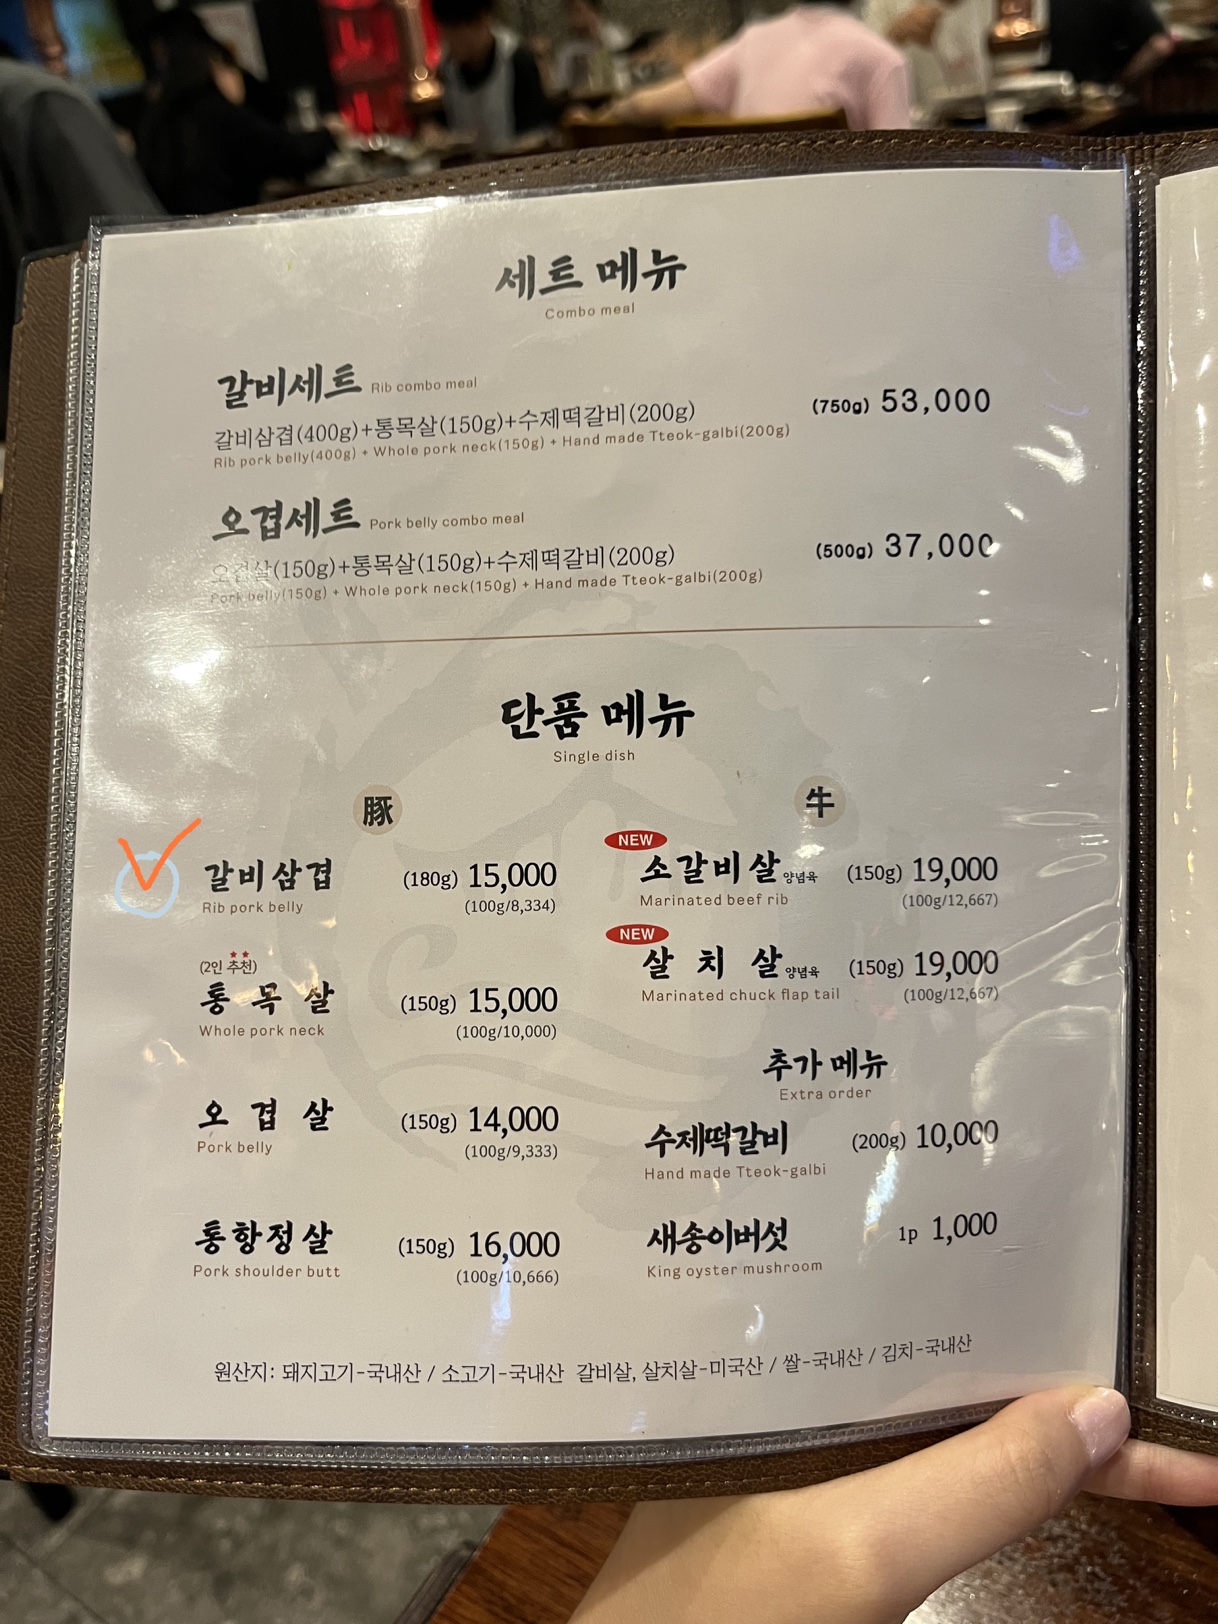 세트 메뉴
Combo meal
갈비세트 Rib combo meal
갈비삼겹(400g)+통목살(150g)+수제떡갈비(200g) (750g) 53,000
Rib pork belly(400g) + Whole pork neck(150g) + Hand made Tteok-galbi(200g)
오겹세트 Pork belly combo meal
오겹살(150g)+통목살(150g)+수제떡갈비(200g) (500g) 37,000
Pork belly(150g) + Whole pork neck(150g) + Hand made Tteok-galbi(200g)
단품 메뉴
Single dish
豚
갈비삼겹 (180g) 15,000
Rib pork belly (100g/8,334)
(2인 추천)
통목살 (150g) 15,000
Whole pork neck (100g/10,000)
오겹살 (150g) 14,000
Pork belly (100g/9,333)
통항정살 (150g) 16,000
Pork shoulder butt (100g/10,666)
牛
NEW
소갈비살 양념육 (150g) 19,000
Marinated beef rib (100g/12,667)
NEW
살치살 양념육 (150g) 19,000
Marinated chuck flap tail (100g/12,667)
추가 메뉴
Extra order
수제떡갈비 (200g) 10,000
Hand made Tteok-galbi
새송이버섯 1p 1,000
King oyster mushroom
원산지: 돼지고기-국내산 / 소고기-국내산 갈비살, 살치살-미국산 / 쌀-국내산 / 김치-국내산